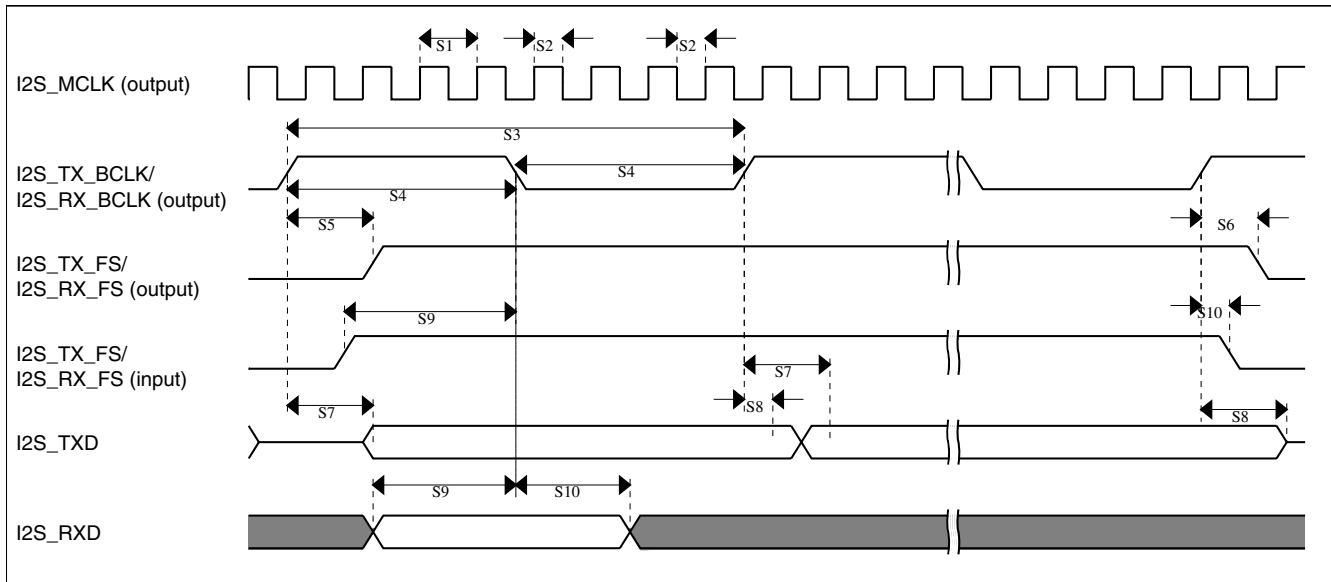 S1 S2 S2
I2S_MCLK (output)
S3
I2S_TX_BCLK/
I2S_RX_BCLK (output)
S4
S4
S5
S6
I2S_TX_FS/
I2S_RX_FS (output)
S9
S10
I2S_TX_FS/
I2S_RX_FS (input)
S7
S7
S8
S8
I2S_TXD
S9
S10
I2S_RXD